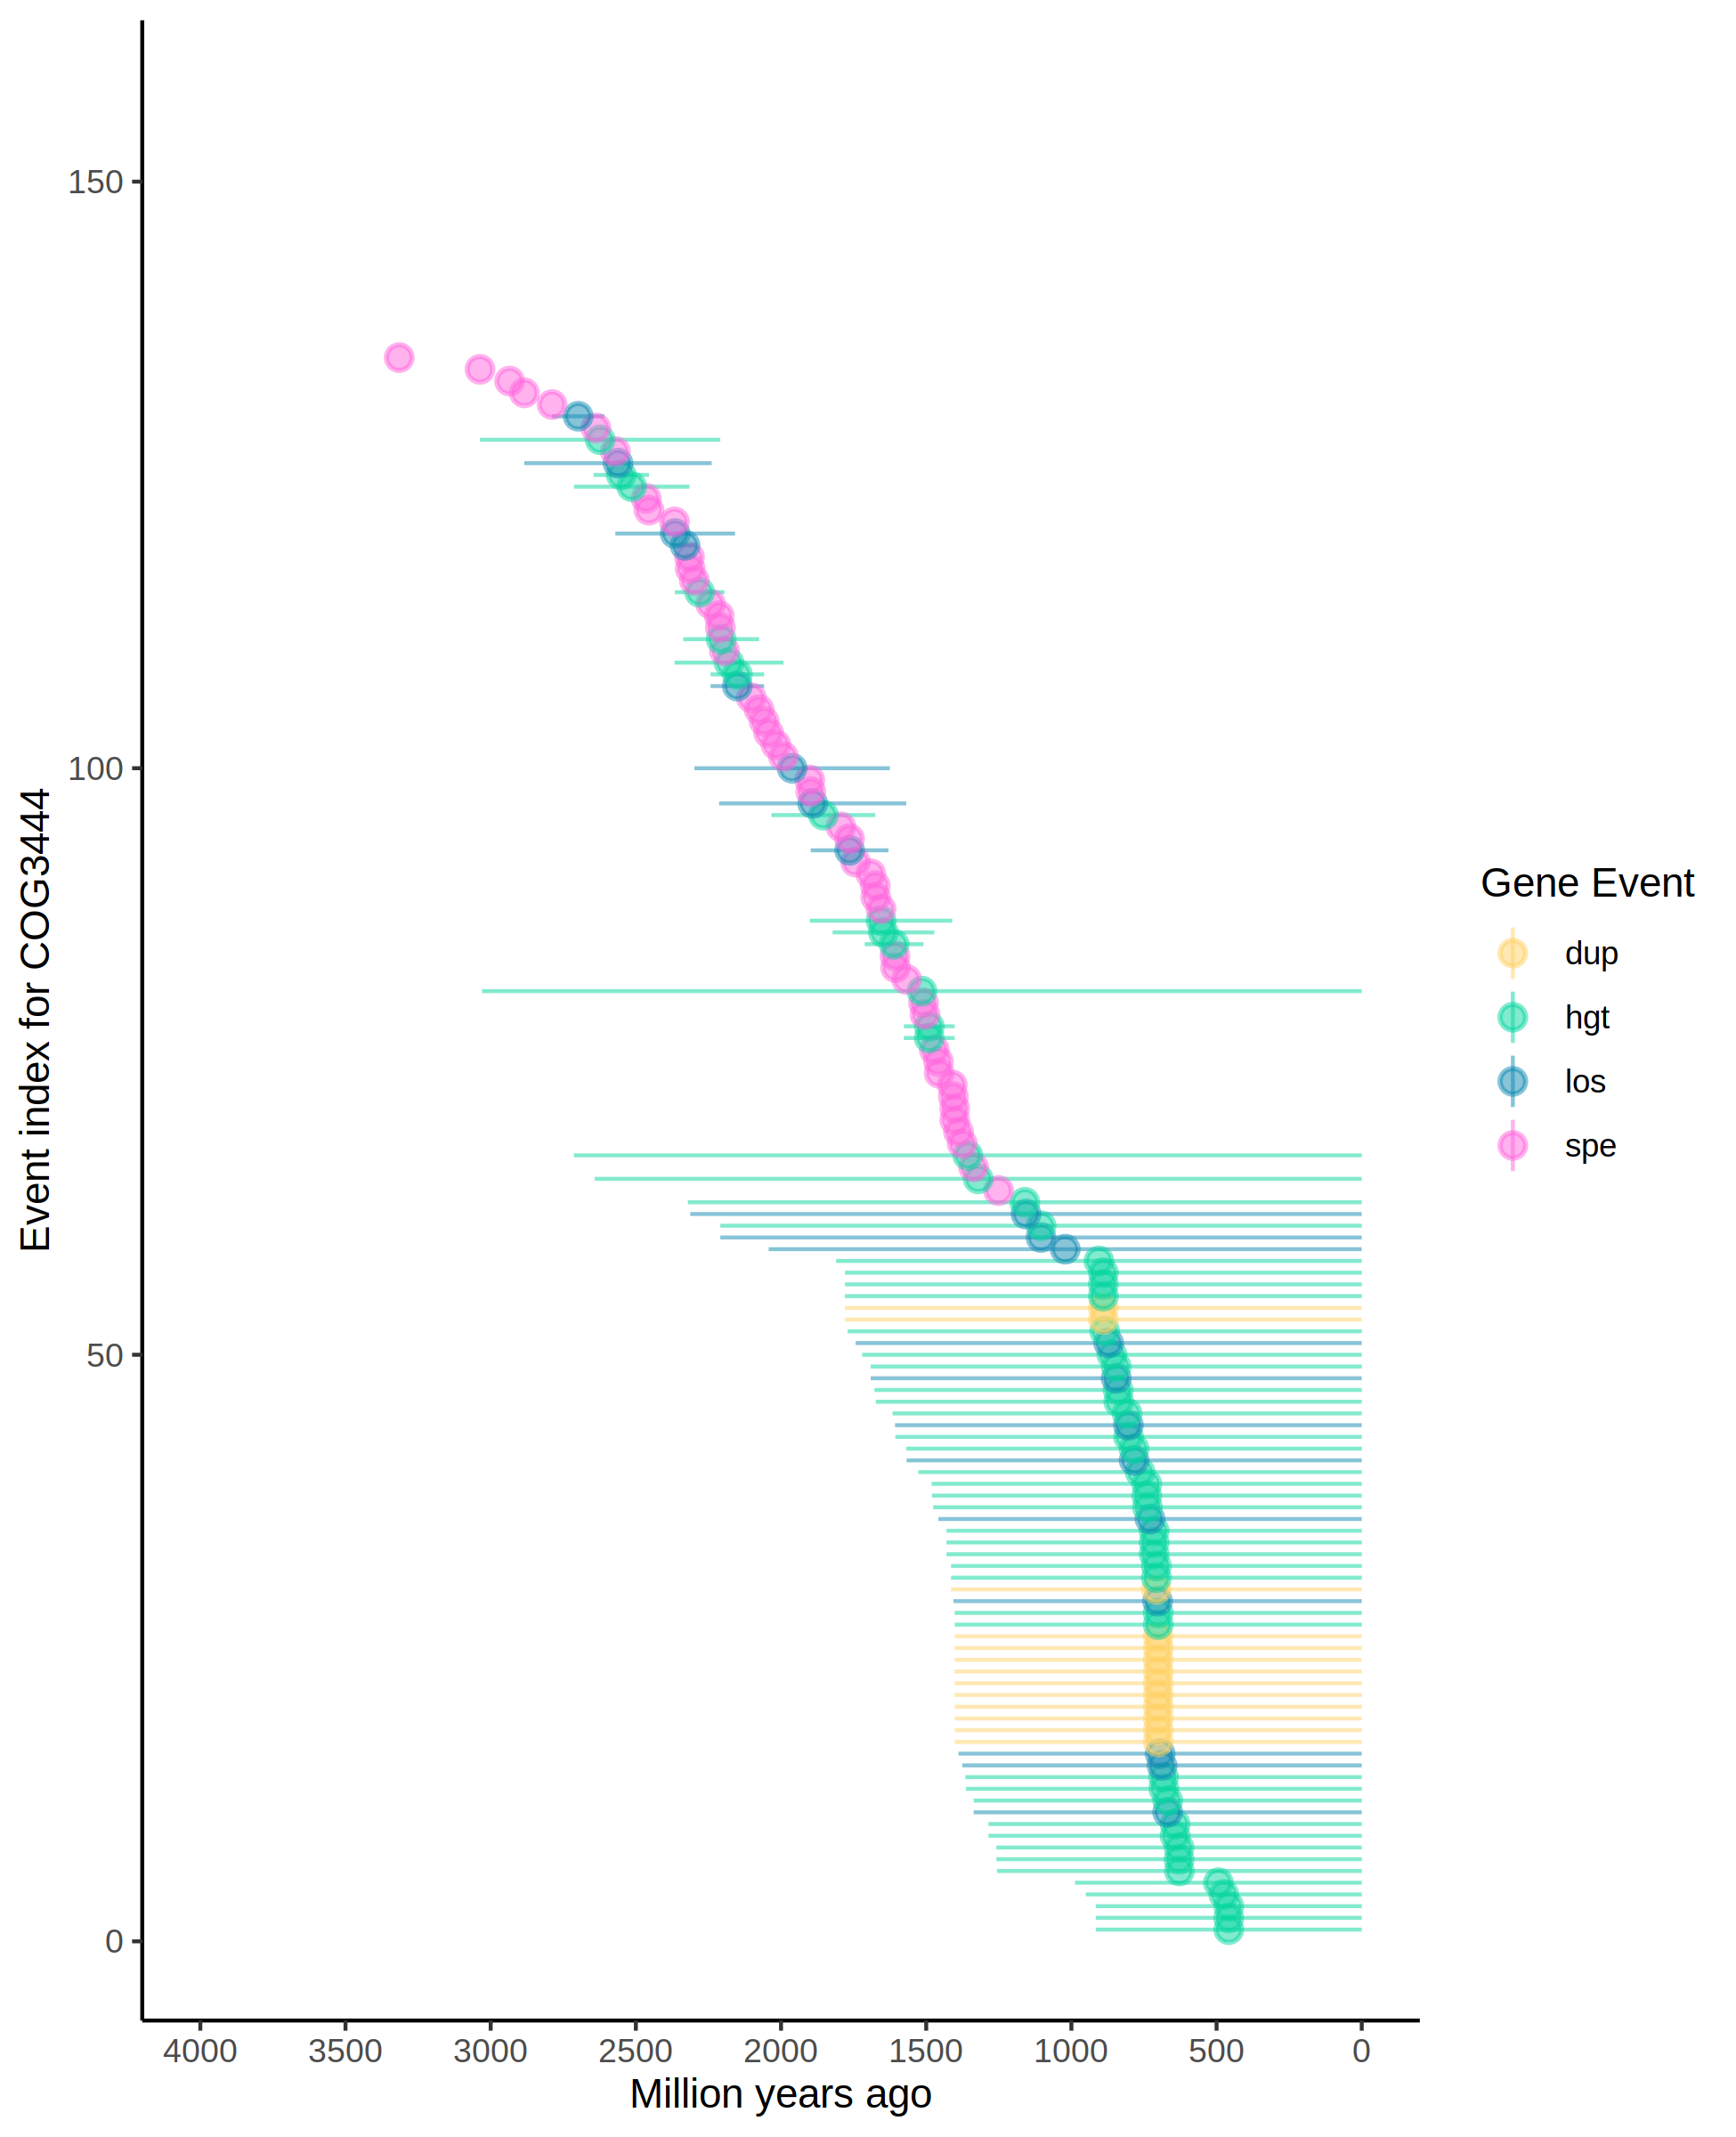 150
100
50
0
Event index for COG3444
4000 3500 3000 2500 2000 1500 1000 500 0
Million years ago
Gene Event
dup
hgt
los
spe